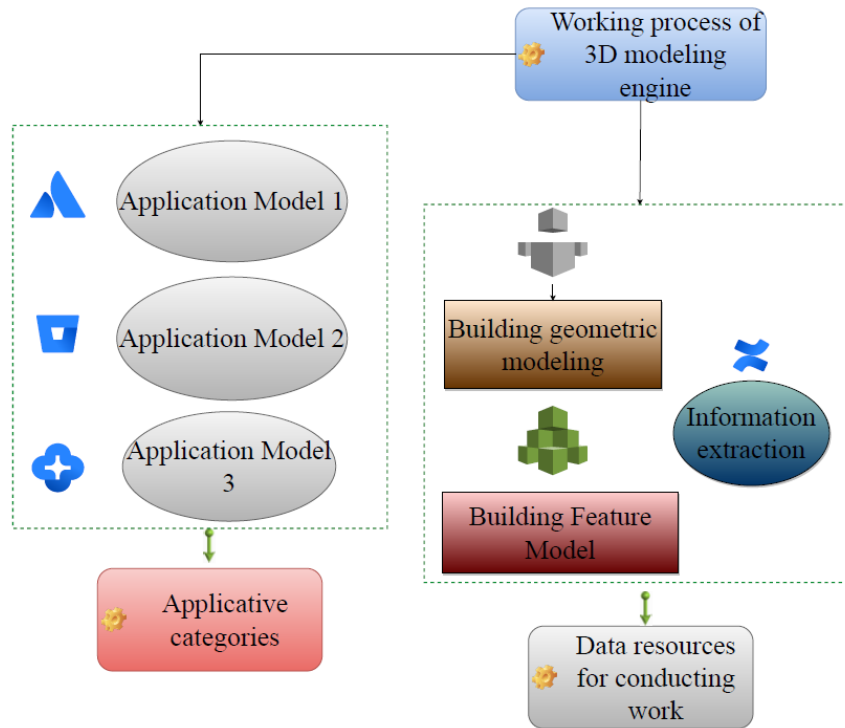 Working process of
3D modeling
engine
Application Model 1
Application Model 2
Application Model
3
Applicative
categories
Building geometric
modeling
Information
extraction
Building Feature
Model
Data resources
for conducting
work